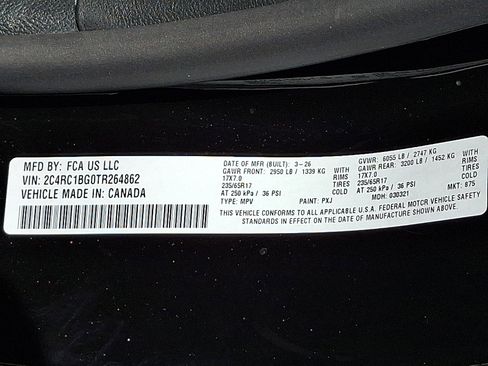 MFD BY: FCA US LLC
VIN: 2C4RC1BG0TR264862
VEHICLE MADE IN: CANADA
DATE OF MFR (BUILT): 3-26
GAWR FRONT: 2950 LB / 1339 KG
17X7.0
235/65R17
AT 250 kPa / 36 PSI
TYPE: MPV
WITH
RIMS
TIRES
COLD
PAINT: PXJ
GVWR: 6055 LB / 2747 KG
GAWR REAR: 3200 LB / 1452 KG
17X7.0
235/65R17
AT 250 kPa / 36 PSI
MDH: 030321
WITH
RIMS
TIRES
COLD
MKT: 875
THIS VEHICLE CONFORMS TO ALL APPLICABLE U.S.A. FEDERAL MOTOR VEHICLE SAFETY
STANDARDS IN EFFECT ON THE DATE OF MANUFACTURE SHOWN ABOVE.